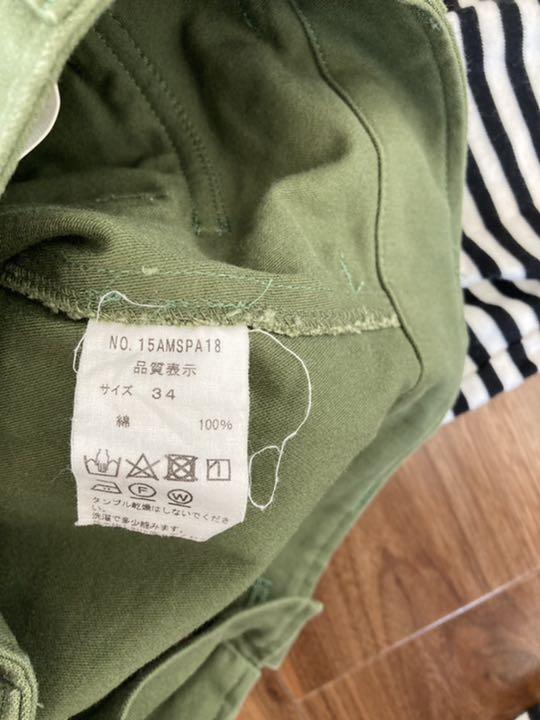 NO. 15AMSPA18
品質表示
サイズ 34
綿 100%
F W
タンブル乾燥はしないでくださ
い。
洗濯で多少縮みます。